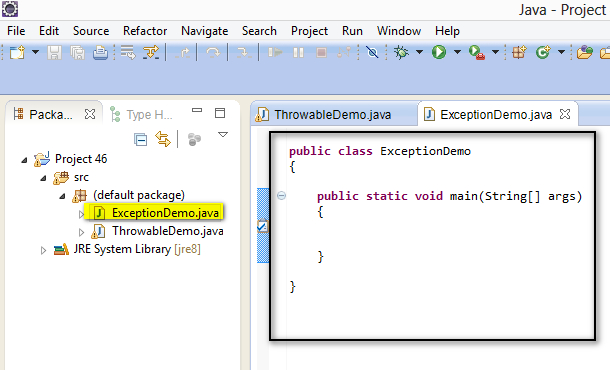 Java - Project
File Edit Source Refactor Navigate Search Project Run Window Help
Packa... Type H...
Project 46
src
(default package)
ExceptionDemo.java
ThrowableDemo.java
JRE System Library [jre8]
ThrowableDemo.java ExceptionDemo.java
public class ExceptionDemo
{
public static void main(String[] args)
{
}
}